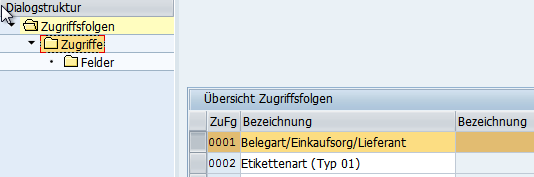 Dialogstruktur
Zugriffsfolgen
Zugriffe
Felder
Übersicht Zugriffsfolgen
ZuFg Bezeichnung Bezeichnung
0001 Belegart/Einkaufsorg/Lieferant
0002 Etikettenart (Typ 01)